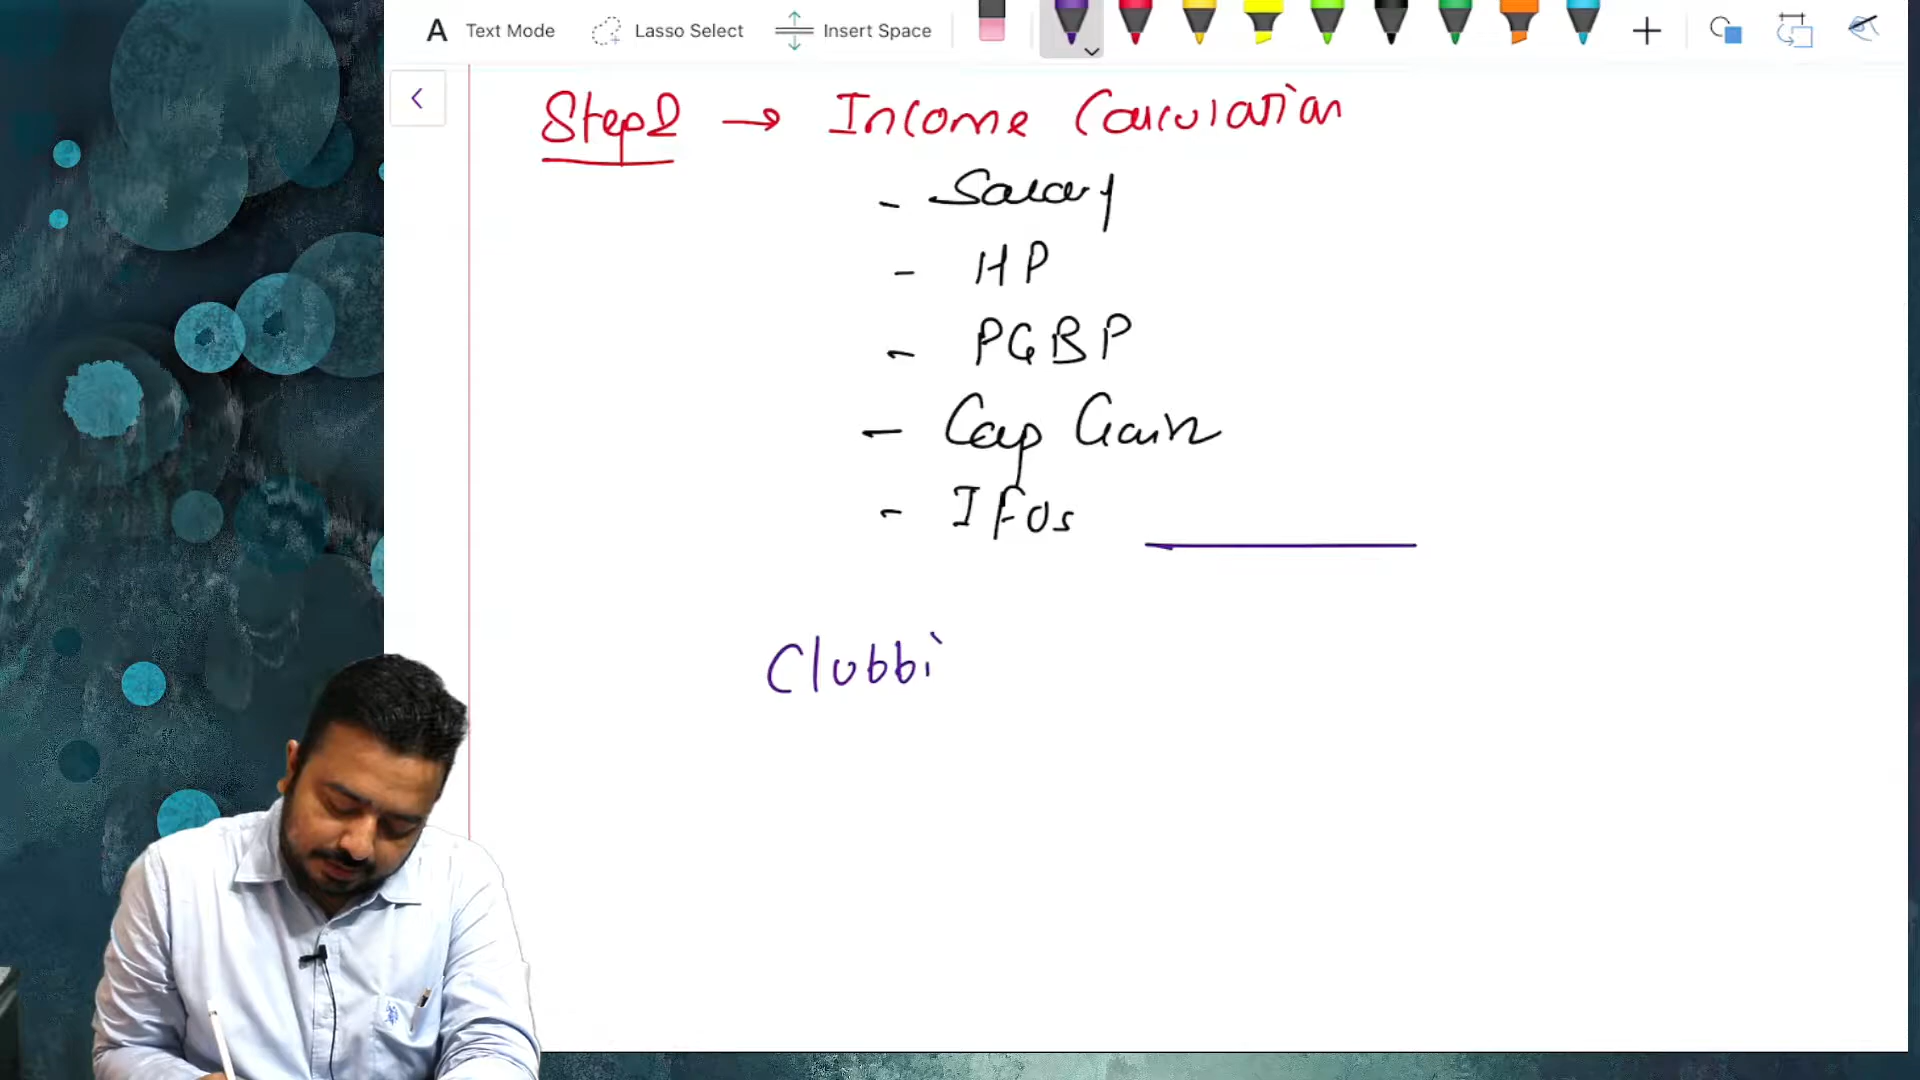 A Text Mode Lasso Select Insert Space
Step2 → Income Calculation
- Salary
- HP
- PGBP
- Cap Gain
- IFOS
Clubbi